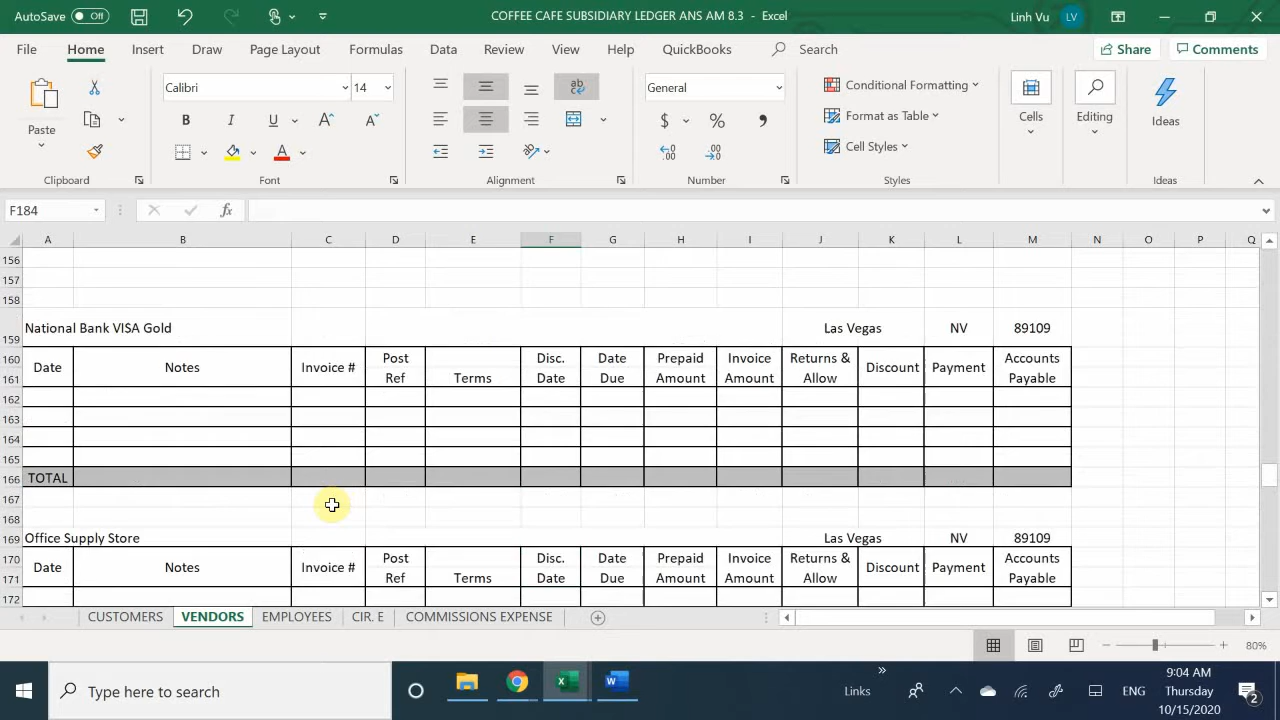 AutoSave Off COFFEE CAFE SUBSIDIARY LEDGER ANS AM 8.3 - Excel Linh Vu LV
File Home Insert Draw Page Layout Formulas Data Review View Help QuickBooks Search Share Comments
Calibri 14 ab General Conditional Formatting
Paste B I U A A $ % , Format as Table Cells Editing Ideas
A Cell Styles
Clipboard Font Alignment Number Styles Ideas
F184 fx
A B C D E F G H I J K L M N O P Q
156
157
158
159 National Bank VISA Gold Las Vegas NV 89109
160 Post Disc. Date Prepaid Invoice Returns & Accounts
Date Notes Invoice # Discount Payment
161 Ref Terms Date Due Amount Amount Allow Payable
162
163
164
165
166 TOTAL
167
168
169 Office Supply Store Las Vegas NV 89109
170 Post Disc. Date Prepaid Invoice Returns & Accounts
Date Notes Invoice # Discount Payment
171 Ref Terms Date Due Amount Amount Allow Payable
172
CUSTOMERS VENDORS EMPLOYEES CIR. E COMMISSIONS EXPENSE
80%
Type here to search Links ENG 9:04 AM
Thursday
10/15/2020 2